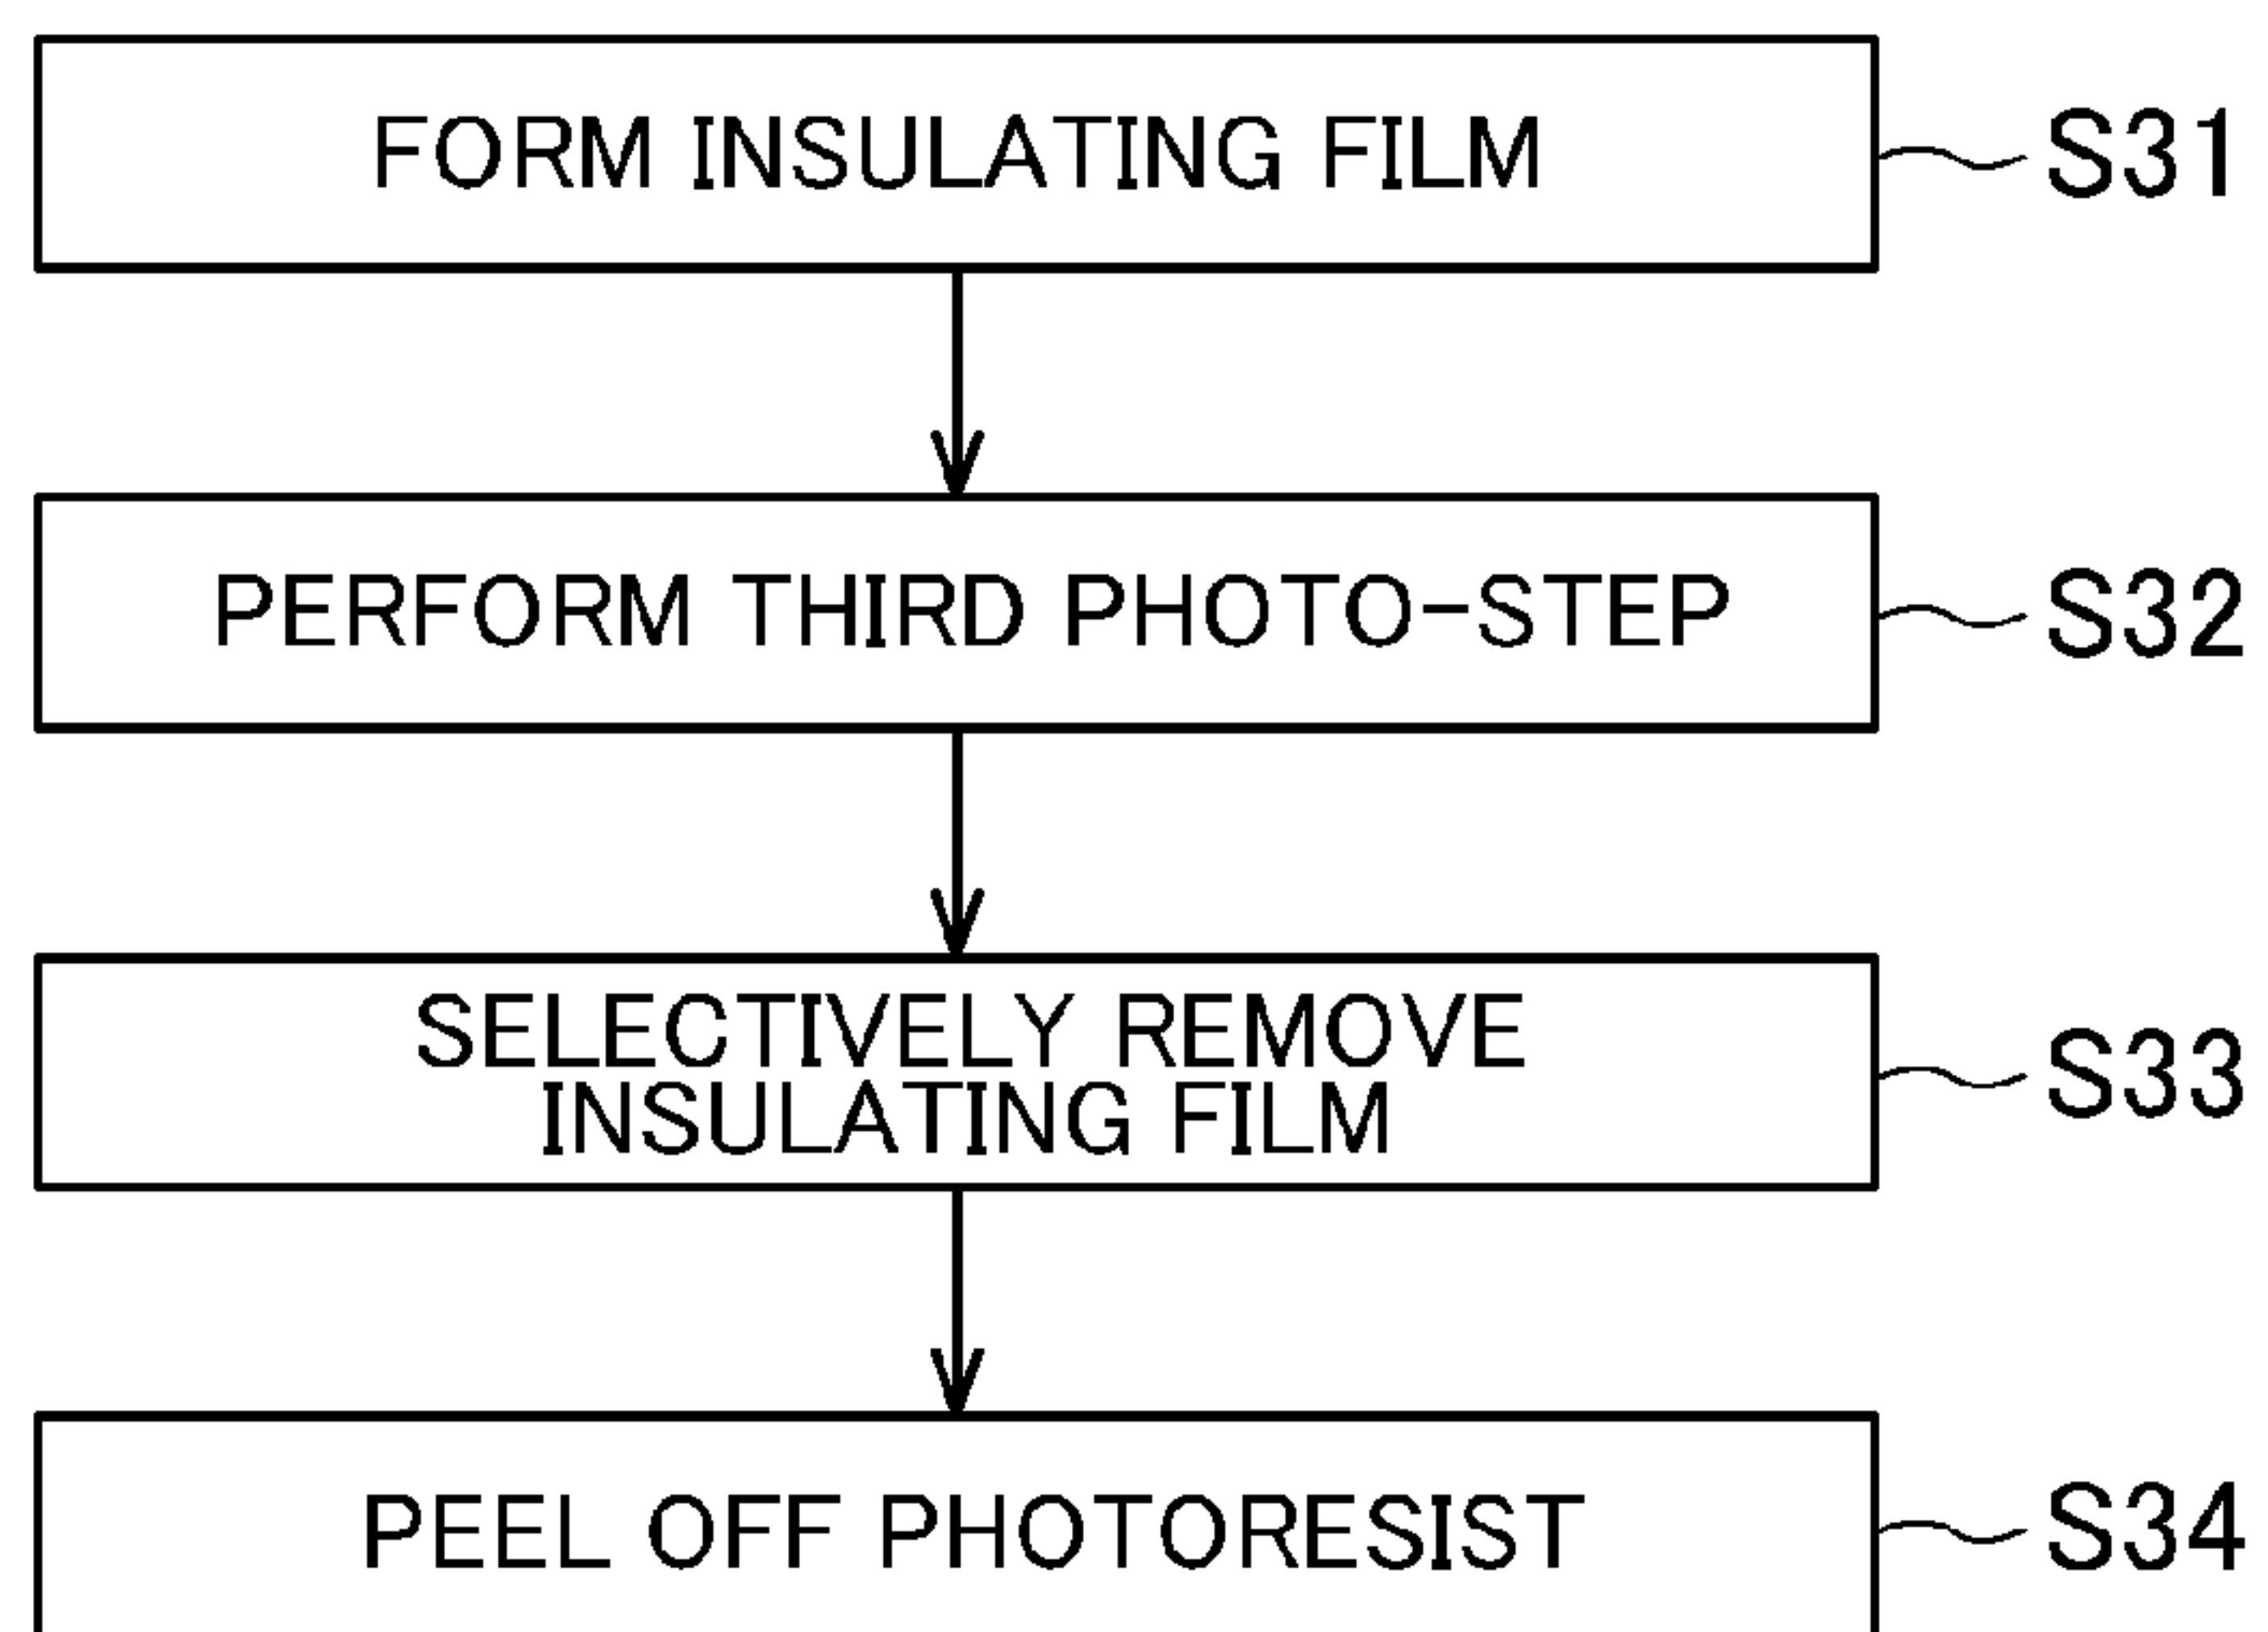 FORM INSULATING FILM
S31
PERFORM THIRD PHOTO-STEP
S32
SELECTIVELY REMOVE
INSULATING FILM
S33
PEEL OFF PHOTORESIST
S34